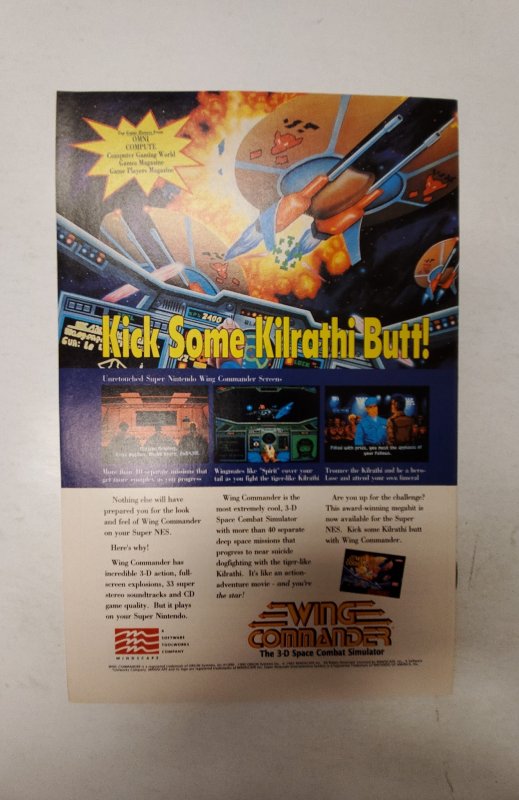 OMNI
COMPUTE
Computer Gaming World
Games Magazine
Game Players Magazine
2400
Kick Some Kilrathi Butt!
Unretouched Super Nintendo Wing Commander Screens
More than 40 separate missions that
get more complex as you progress
Wingmates like "Spirit" cover your
tail as you fight the tiger-like Kilrathi
Filled with pride, you meet the
your fellows.
Trounce the Kilrathi and be a hero-
Lose and attend your own funeral
Nothing else will have
prepared you for the look
and feel of Wing Commander
on your Super NES.
Here's why!
Wing Commander has
incredible 3-D action, full-
screen explosions, 33 super
stereo soundtracks and CD
game quality. But it plays
on your Super Nintendo.
Wing Commander is the
most extremely cool, 3-D
Space Combat Simulator
with more than 40 separate
deep space missions that
progress to near suicide
dogfighting with the tiger-like
Kilrathi. It's like an action-
adventure movie - and you're
the star!
Are you up for the challenge?
This award-winning megahit is
now available for the Super
NES. Kick some Kilrathi butt
with Wing Commander.
WING
COMMANDER
The 3-D Space Combat Simulator
MINDSCAPE
A
SOFTWARE
TOOLWORKS
COMPANY